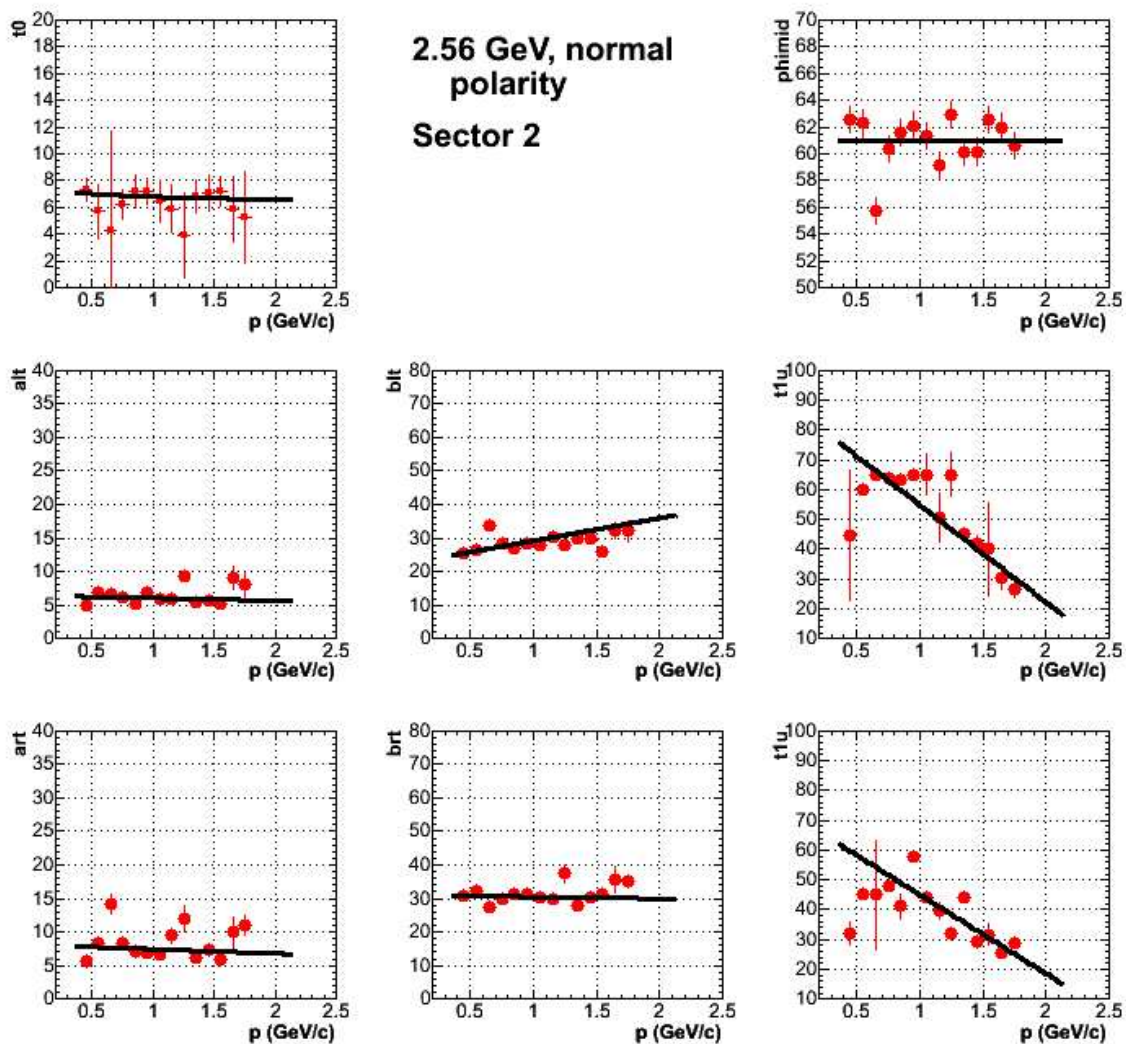 t0
20
18
16
14
12
10
8
6
4
2
0
0.5 1 1.5 2 2.5
p (GeV/c)
2.56 GeV, normal
polarity
Sector 2
phimid
70
68
66
64
62
60
58
56
54
52
50
0.5 1 1.5 2 2.5
p (GeV/c)
alt
40
35
30
25
20
15
10
5
0
0.5 1 1.5 2 2.5
p (GeV/c)
blt
80
70
60
50
40
30
20
10
0
0.5 1 1.5 2 2.5
p (GeV/c)
t1u
100
90
80
70
60
50
40
30
20
10
0.5 1 1.5 2 2.5
p (GeV/c)
art
40
35
30
25
20
15
10
5
0
0.5 1 1.5 2 2.5
p (GeV/c)
brt
80
70
60
50
40
30
20
10
0
0.5 1 1.5 2 2.5
p (GeV/c)
t1u
100
90
80
70
60
50
40
30
20
10
0.5 1 1.5 2 2.5
p (GeV/c)